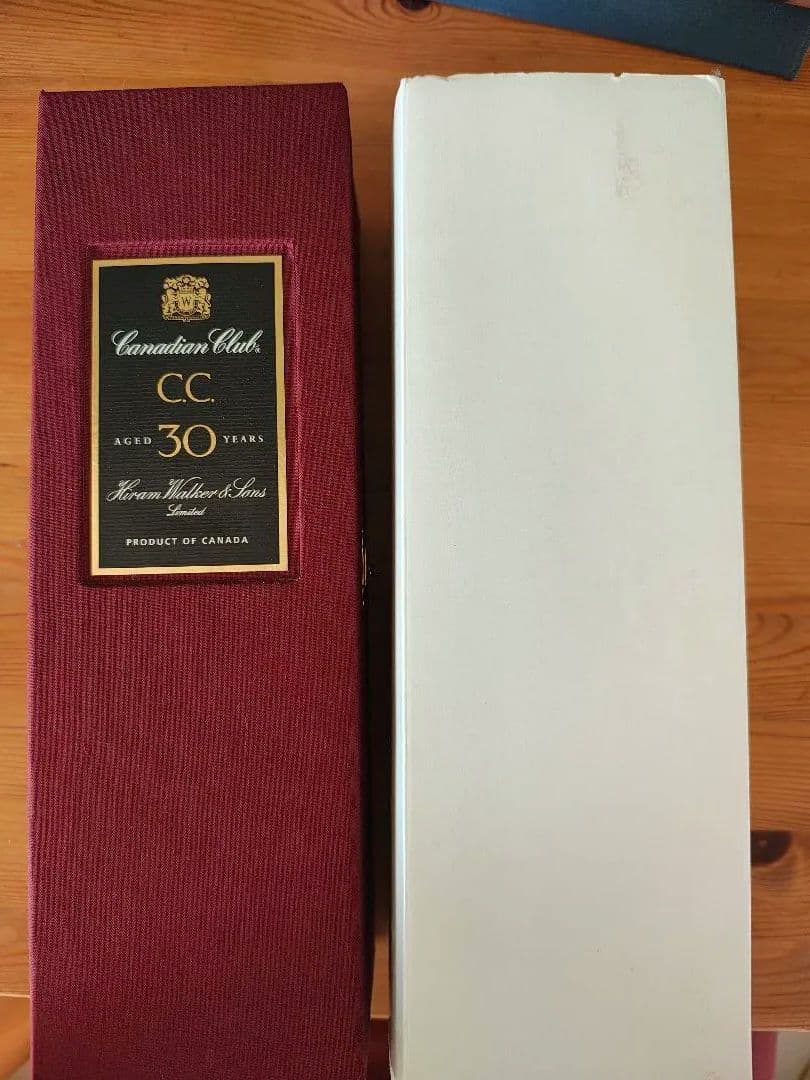 W
Canadian Club®
C.C.
AGED 30 YEARS
Hiram Walker & Sons
Limited
PRODUCT OF CANADA